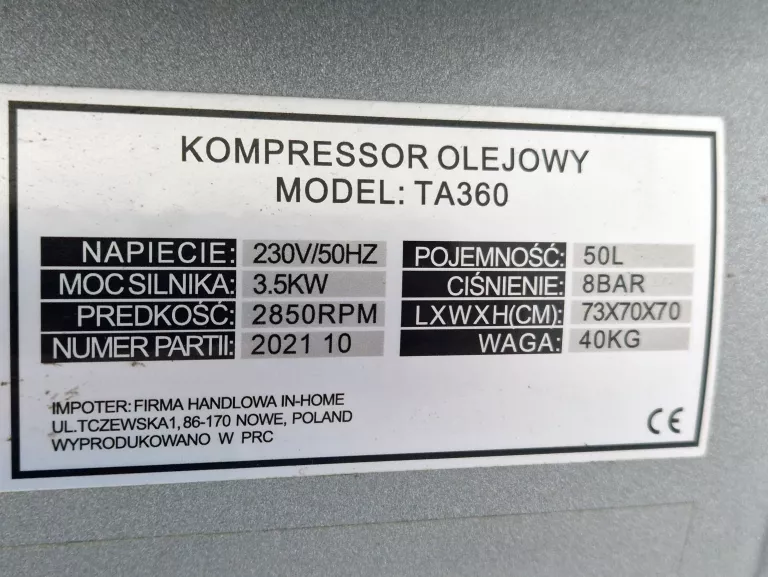 KOMPRESSOR OLEJOWY
MODEL: TA360
NAPIECIE: 230V/50HZ
MOC SILNIKA: 3.5KW
PREDKOŚĆ: 2850RPM
NUMER PARTII: 2021 10
POJEMNOŚĆ: 50L
CIŚNIENIE: 8BAR
LXWXH(CM): 73X70X70
WAGA: 40KG
IMPOTER: FIRMA HANDLOWA IN-HOME
UL.TCZEWSKA1, 86-170 NOWE, POLAND
WYPRODUKOWANO W PRC
CE